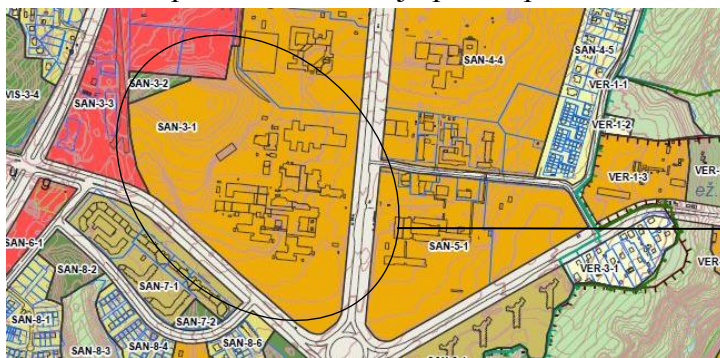 SAN-4-4
SAN-4-5
VER-1-1
VIS-3-4
SAN-3-3
SAN-3-2
SAN-3-1
VER-1-2
VER-1-3
VER-
ež
u
g
SAN-6-1
SAN-5-1
SAN-8-2
SAN-7-1
VER-3-1
VER
SAN-8-1
SAN-7-2
SAN-8-3
SAN-8-4
SAN-8-6